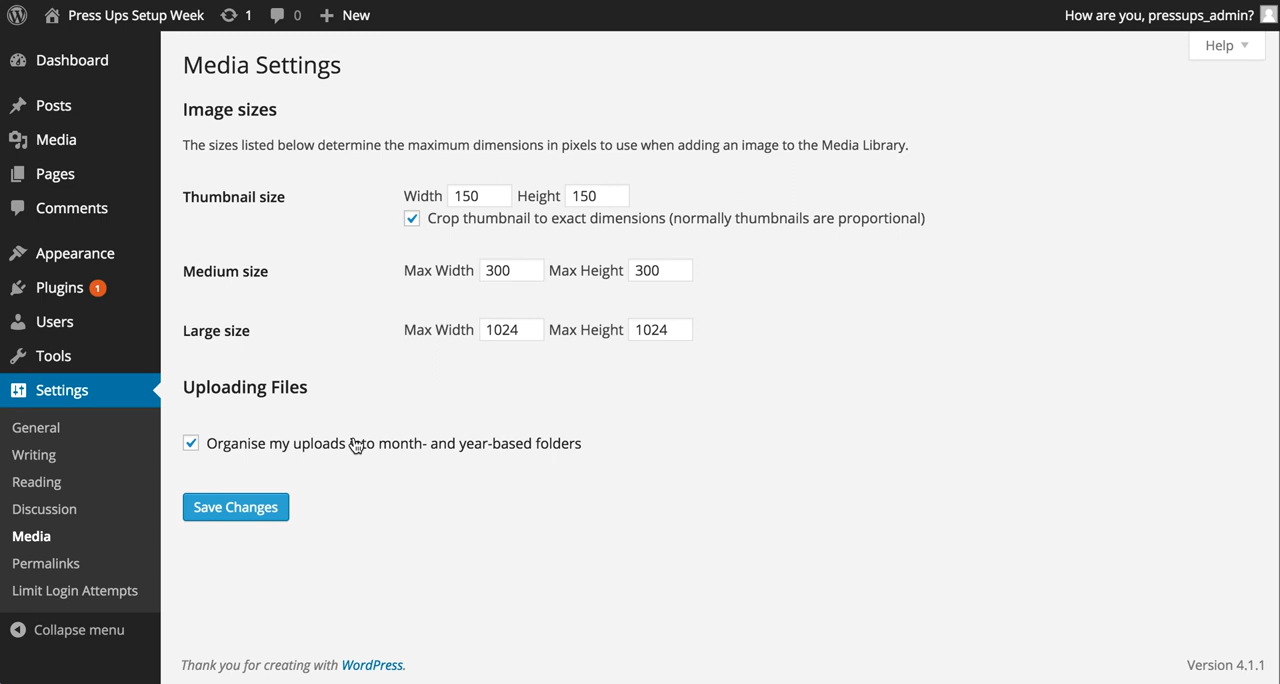 Press Ups Setup Week 1 0 New How are you, pressups_admin?
Help
Dashboard
Posts
Media
Pages
Comments
Appearance
Plugins 1
Users
Tools
Settings
General
Writing
Reading
Discussion
Media
Permalinks
Limit Login Attempts
Collapse menu
Media Settings
Image sizes
The sizes listed below determine the maximum dimensions in pixels to use when adding an image to the Media Library.
Thumbnail size Width 150 Height 150
Crop thumbnail to exact dimensions (normally thumbnails are proportional)
Medium size Max Width 300 Max Height 300
Large size Max Width 1024 Max Height 1024
Uploading Files
Organise my uploads into month- and year-based folders
Save Changes
Thank you for creating with WordPress. Version 4.1.1